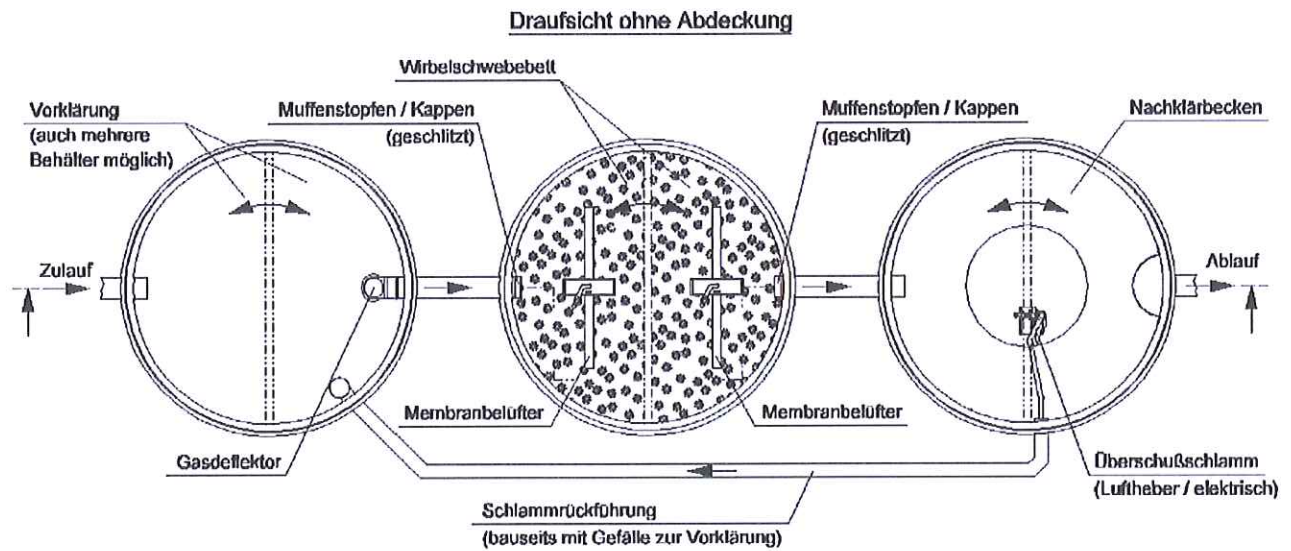 Draufsicht ohne Abdeckung
Wirbelschwebebett
Vorklärung
(auch mehrere
Behälter möglich)
Muffenstopfen / Kappen
(geschlitzt)
Muffenstopfen / Kappen
(geschlitzt)
Nachklärbecken
Zulauf
Ablauf
Membranbelüfter
Membranbelüfter
Gasdeflektor
Überschußschlamm
(Luftheber / elektrisch)
Schlammrückführung
(bauseits mit Gefälle zur Vorklärung)